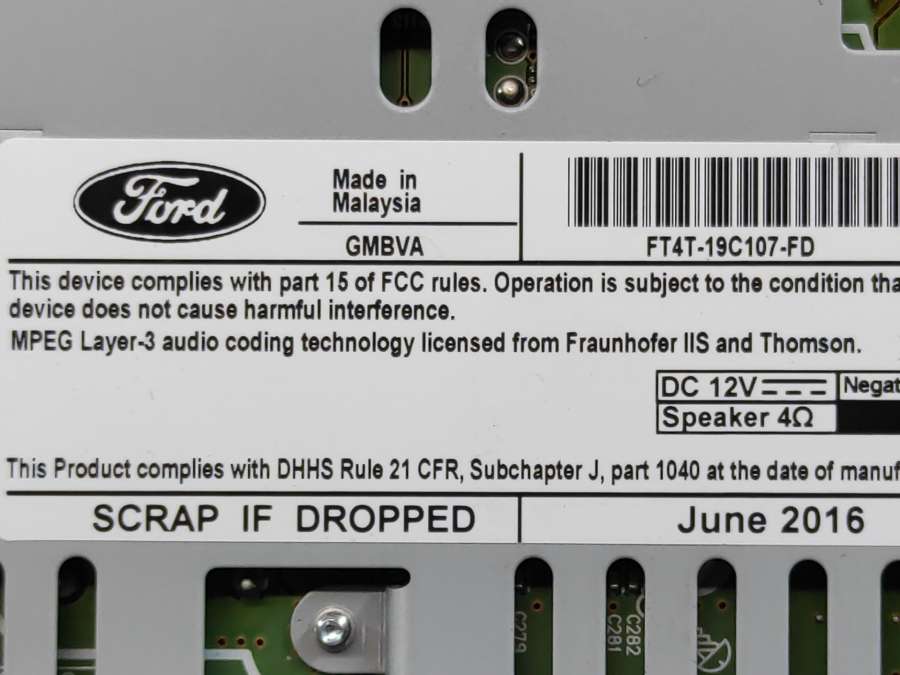 Ford
Made in
Malaysia
GMBVA
FT4T-19C107-FD
This device complies with part 15 of FCC rules. Operation is subject to the condition tha
device does not cause harmful interference.
MPEG Layer-3 audio coding technology licensed from Fraunhofer IIS and Thomson.
DC 12V Negat
Speaker 4Ω
This Product complies with DHHS Rule 21 CFR, Subchapter J, part 1040 at the date of manuf
SCRAP IF DROPPED
June 2016
C279
C281
C282